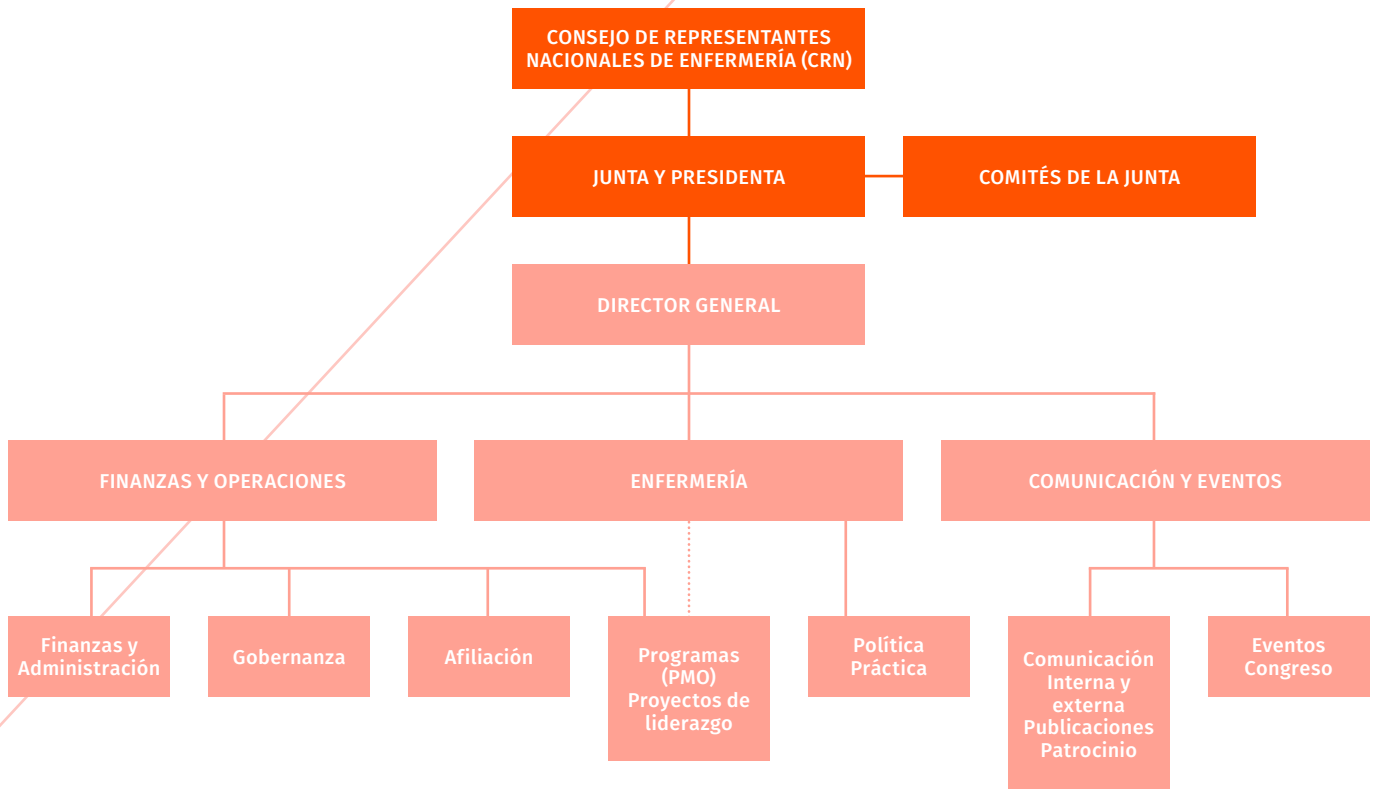 CONSEJO DE REPRESENTANTES
NACIONALES DE ENFERMERÍA (CRN)
JUNTA Y PRESIDENTA
COMITÉS DE LA JUNTA
DIRECTOR GENERAL
FINANZAS Y OPERACIONES
ENFERMERÍA
COMUNICACIÓN Y EVENTOS
Finanzas y
Administración
Gobernanza
Afiliación
Programas
(PMO)
Proyectos de
liderazgo
Política
Práctica
Comunicación
Interna y
externa
Publicaciones
Patrocinio
Eventos
Congreso